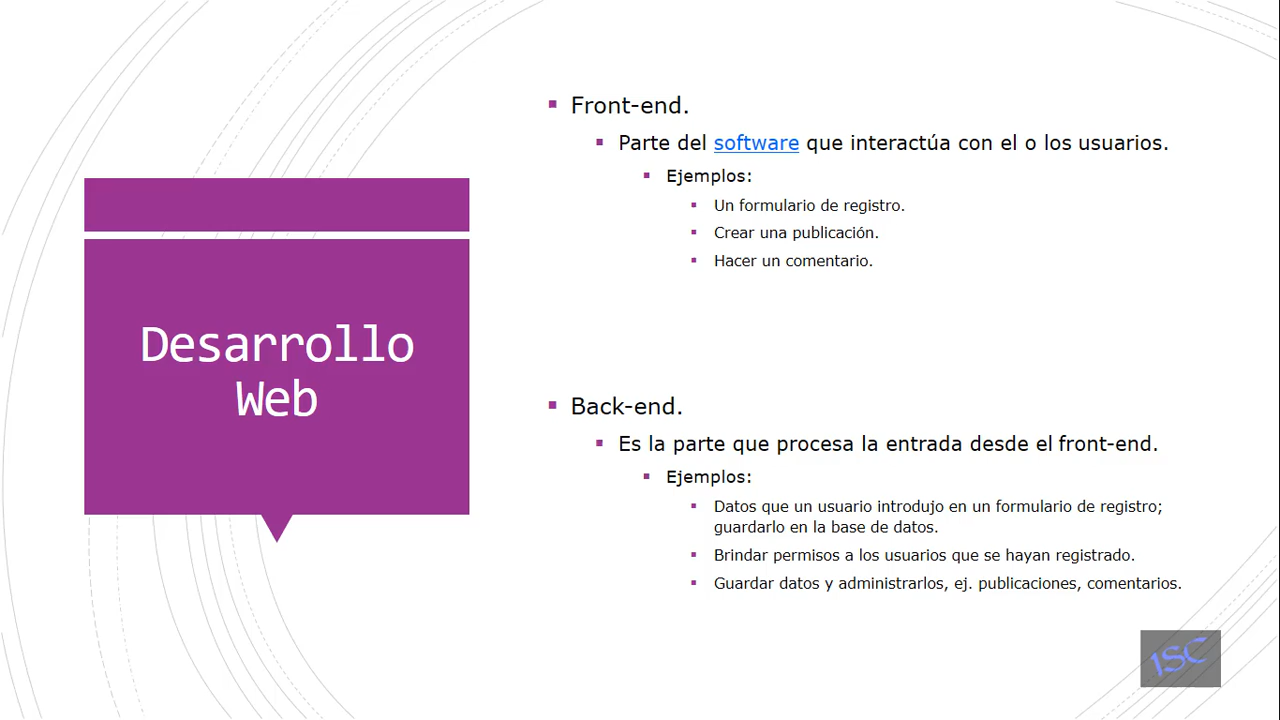 Desarrollo
Web
Front-end.
Parte del software que interactúa con el o los usuarios.
Ejemplos:
Un formulario de registro.
Crear una publicación.
Hacer un comentario.
Back-end.
Es la parte que procesa la entrada desde el front-end.
Ejemplos:
Datos que un usuario introdujo en un formulario de registro;
guardarlo en la base de datos.
Brindar permisos a los usuarios que se hayan registrado.
Guardar datos y administrarlos, ej. publicaciones, comentarios.
ISC